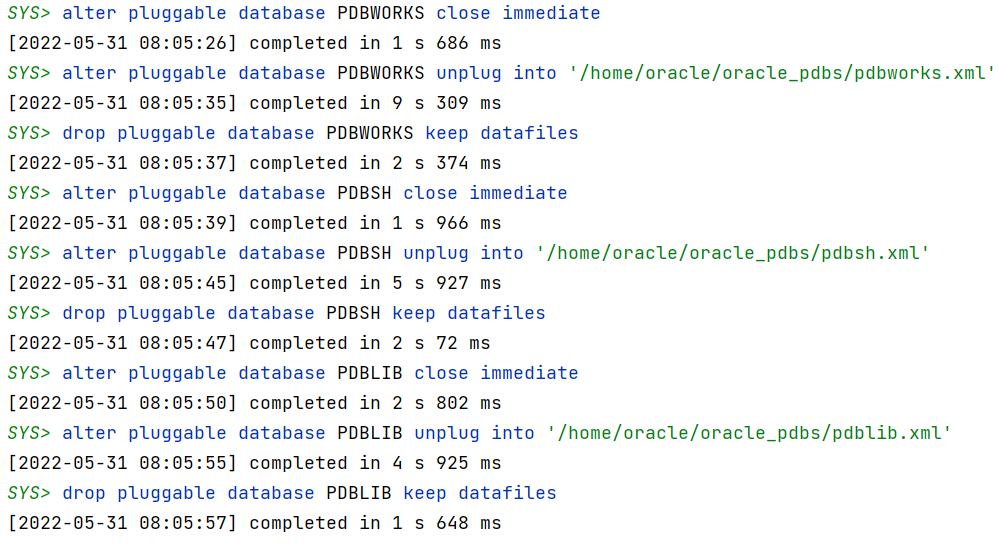 SYS> alter pluggable database PDBWORKS close immediate
[2022-05-31 08:05:26] completed in 1 s 686 ms
SYS> alter pluggable database PDBWORKS unplug into '/home/oracle/oracle_pdbs/pdbworks.xml'
[2022-05-31 08:05:35] completed in 9 s 309 ms
SYS> drop pluggable database PDBWORKS keep datafiles
[2022-05-31 08:05:37] completed in 2 s 374 ms
SYS> alter pluggable database PDBSH close immediate
[2022-05-31 08:05:39] completed in 1 s 966 ms
SYS> alter pluggable database PDBSH unplug into '/home/oracle/oracle_pdbs/pdbsh.xml'
[2022-05-31 08:05:45] completed in 5 s 927 ms
SYS> drop pluggable database PDBSH keep datafiles
[2022-05-31 08:05:47] completed in 2 s 72 ms
SYS> alter pluggable database PDBLIB close immediate
[2022-05-31 08:05:50] completed in 2 s 802 ms
SYS> alter pluggable database PDBLIB unplug into '/home/oracle/oracle_pdbs/pdblib.xml'
[2022-05-31 08:05:55] completed in 4 s 925 ms
SYS> drop pluggable database PDBLIB keep datafiles
[2022-05-31 08:05:57] completed in 1 s 648 ms